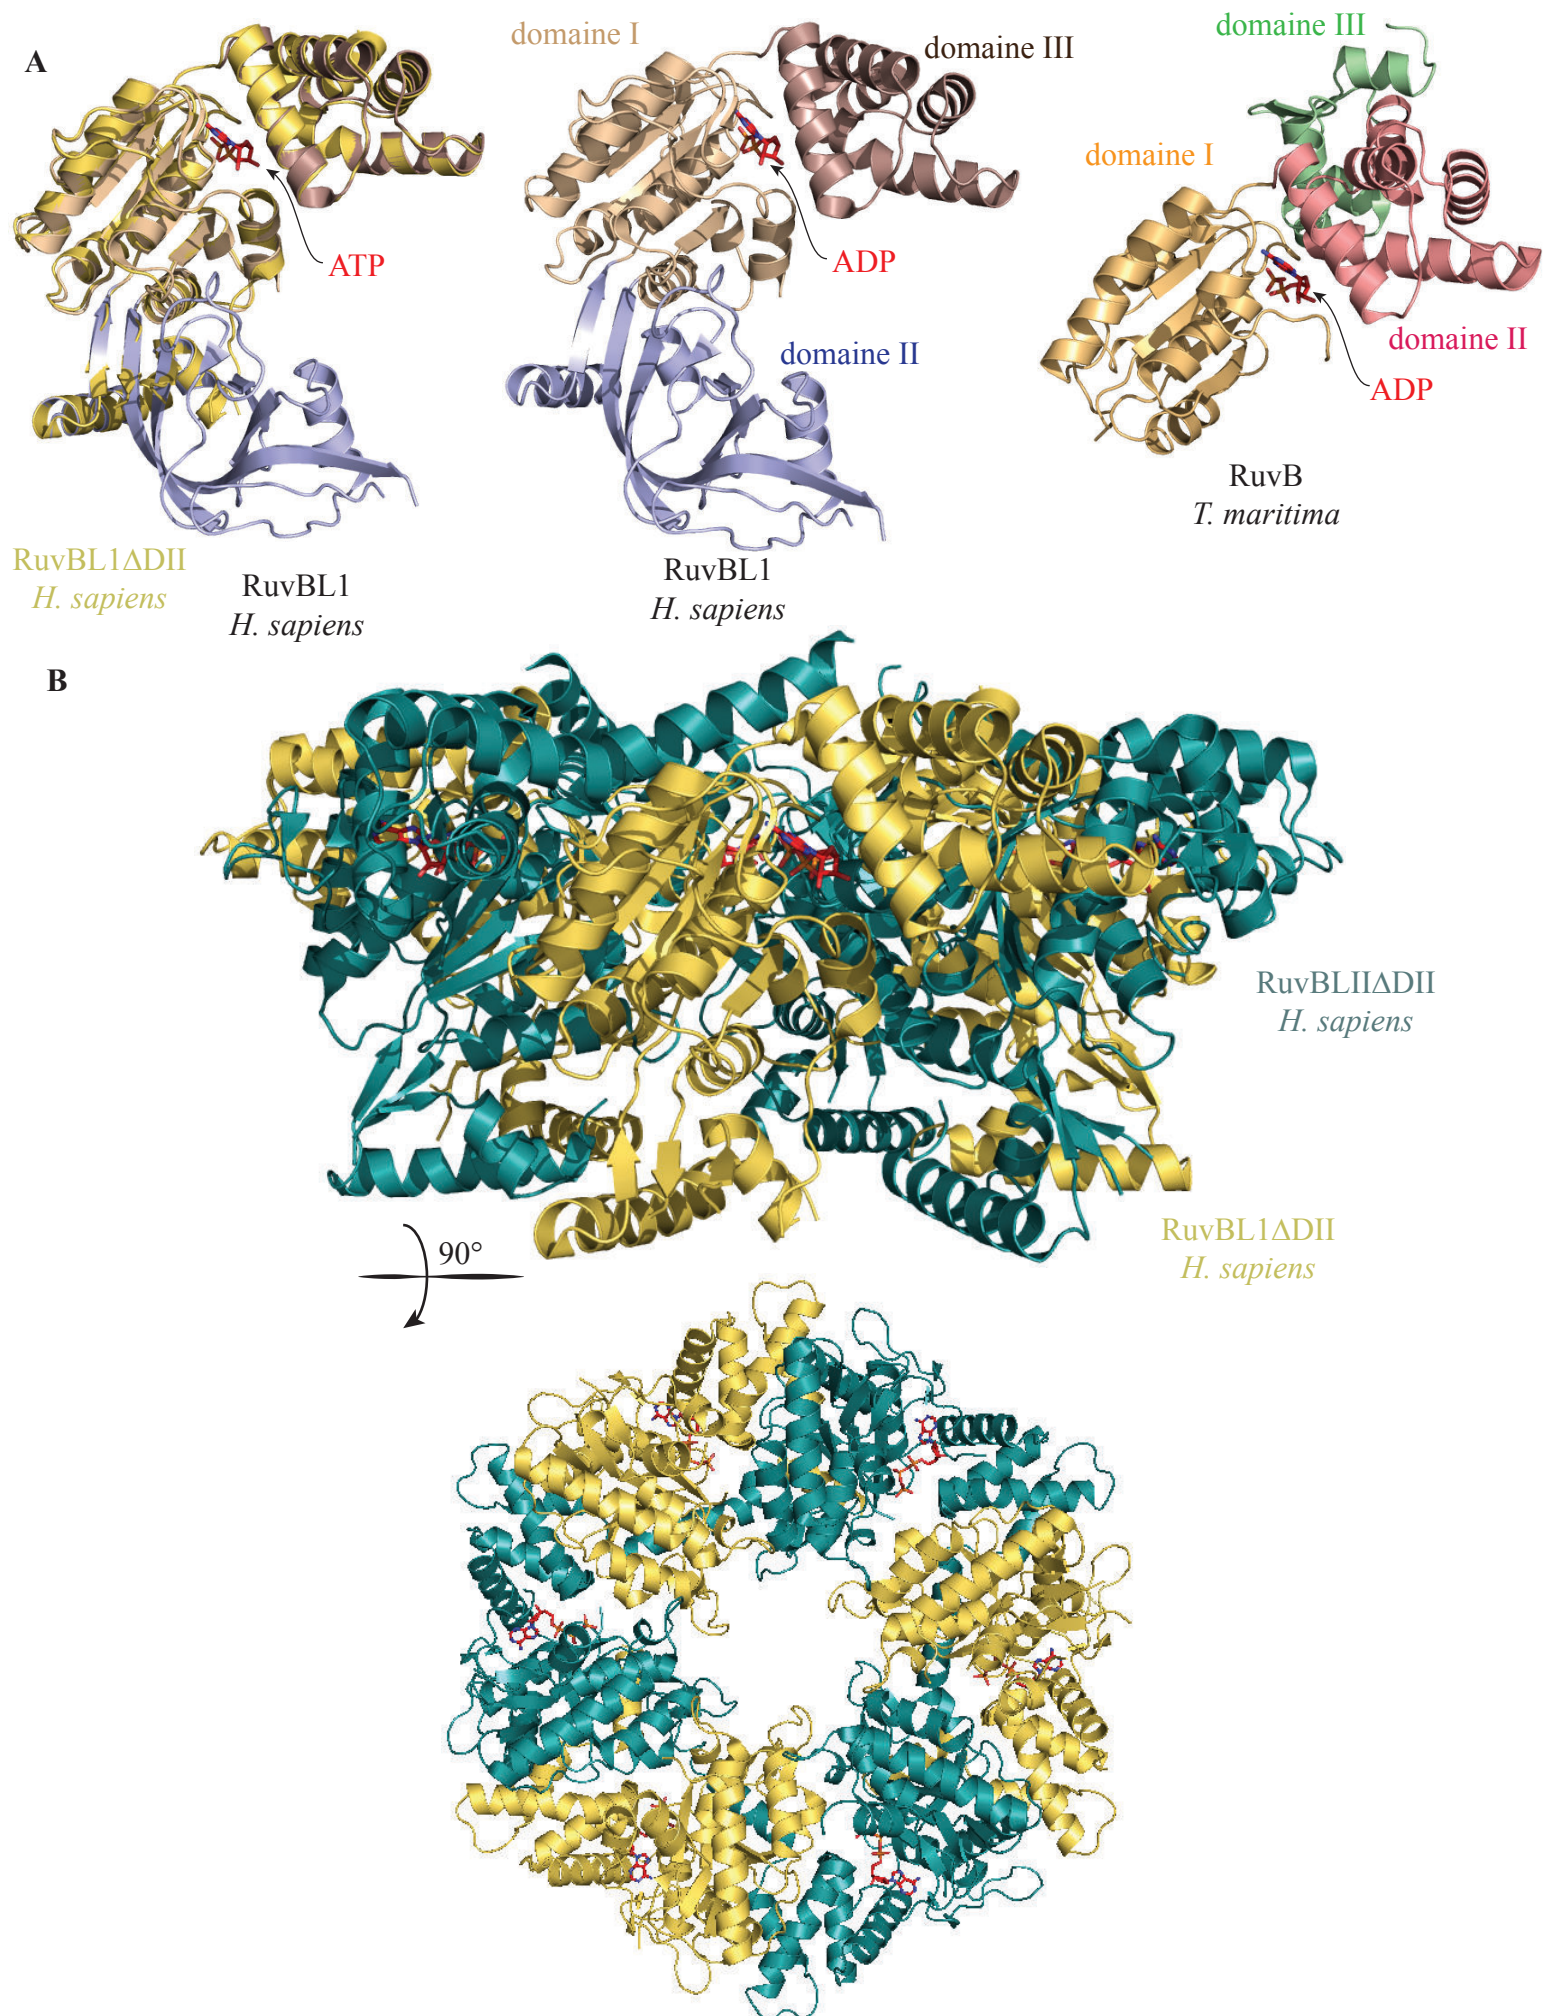 A
domaine I
domaine III
domaine III
domaine I
ATP
ADP
domaine II
domaine II
ADP
RuvB
T. maritima
RuvBL1ΔDII
H. sapiens
RuvBL1
H. sapiens
RuvBL1
H. sapiens
B
RuvBLIIΔDII
H. sapiens
RuvBL1ΔDII
H. sapiens
90°